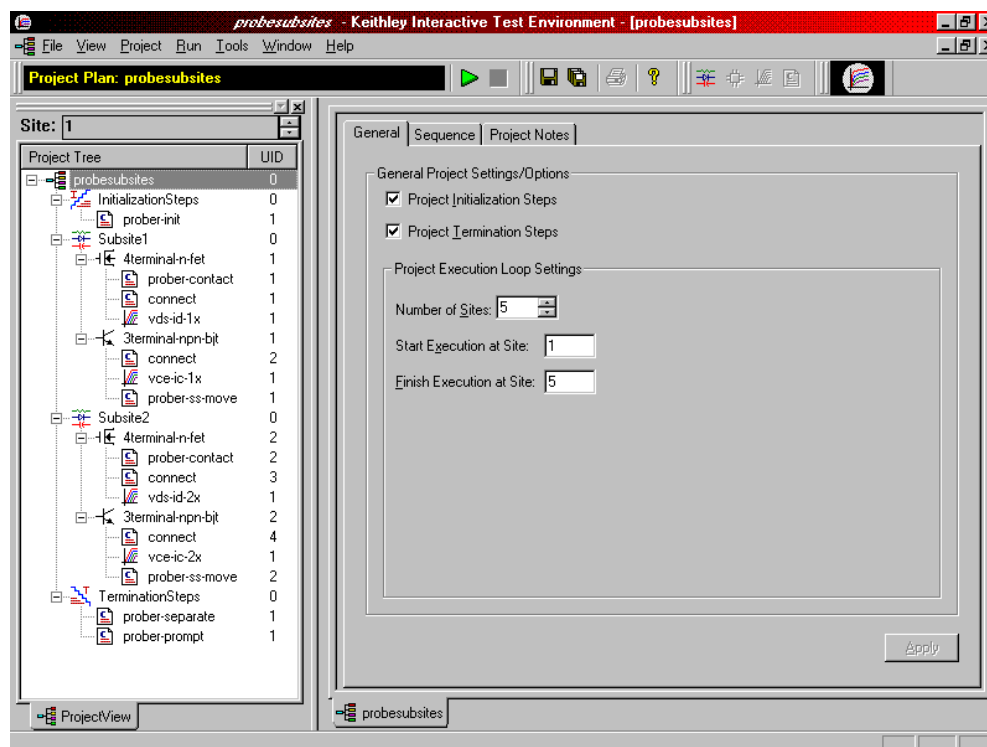 probesubsites - Keithley Interactive Test Environment - [probesubsites]
File View Project Run Tools Window Help
Project Plan: probesubsites
Site: 1
Project Tree UID
probesubsites 0
InitializationSteps 0
prober-init 1
Subsite1 0
4terminal-n-fet 1
prober-contact 1
connect 1
vds-id-1x 1
3terminal-npn-bjt 1
connect 2
vce-ic-1x 1
prober-ss-move 1
Subsite2 0
4terminal-n-fet 2
prober-contact 2
connect 3
vds-id-2x 1
3terminal-npn-bjt 2
connect 4
vce-ic-2x 1
prober-ss-move 2
TerminationSteps 0
prober-separate 1
prober-prompt 1
ProjectView
General Sequence Project Notes
General Project Settings/Options
Project Initialization Steps
Project Termination Steps
Project Execution Loop Settings
Number of Sites: 5
Start Execution at Site: 1
Finish Execution at Site: 5
Apply
probesubsites